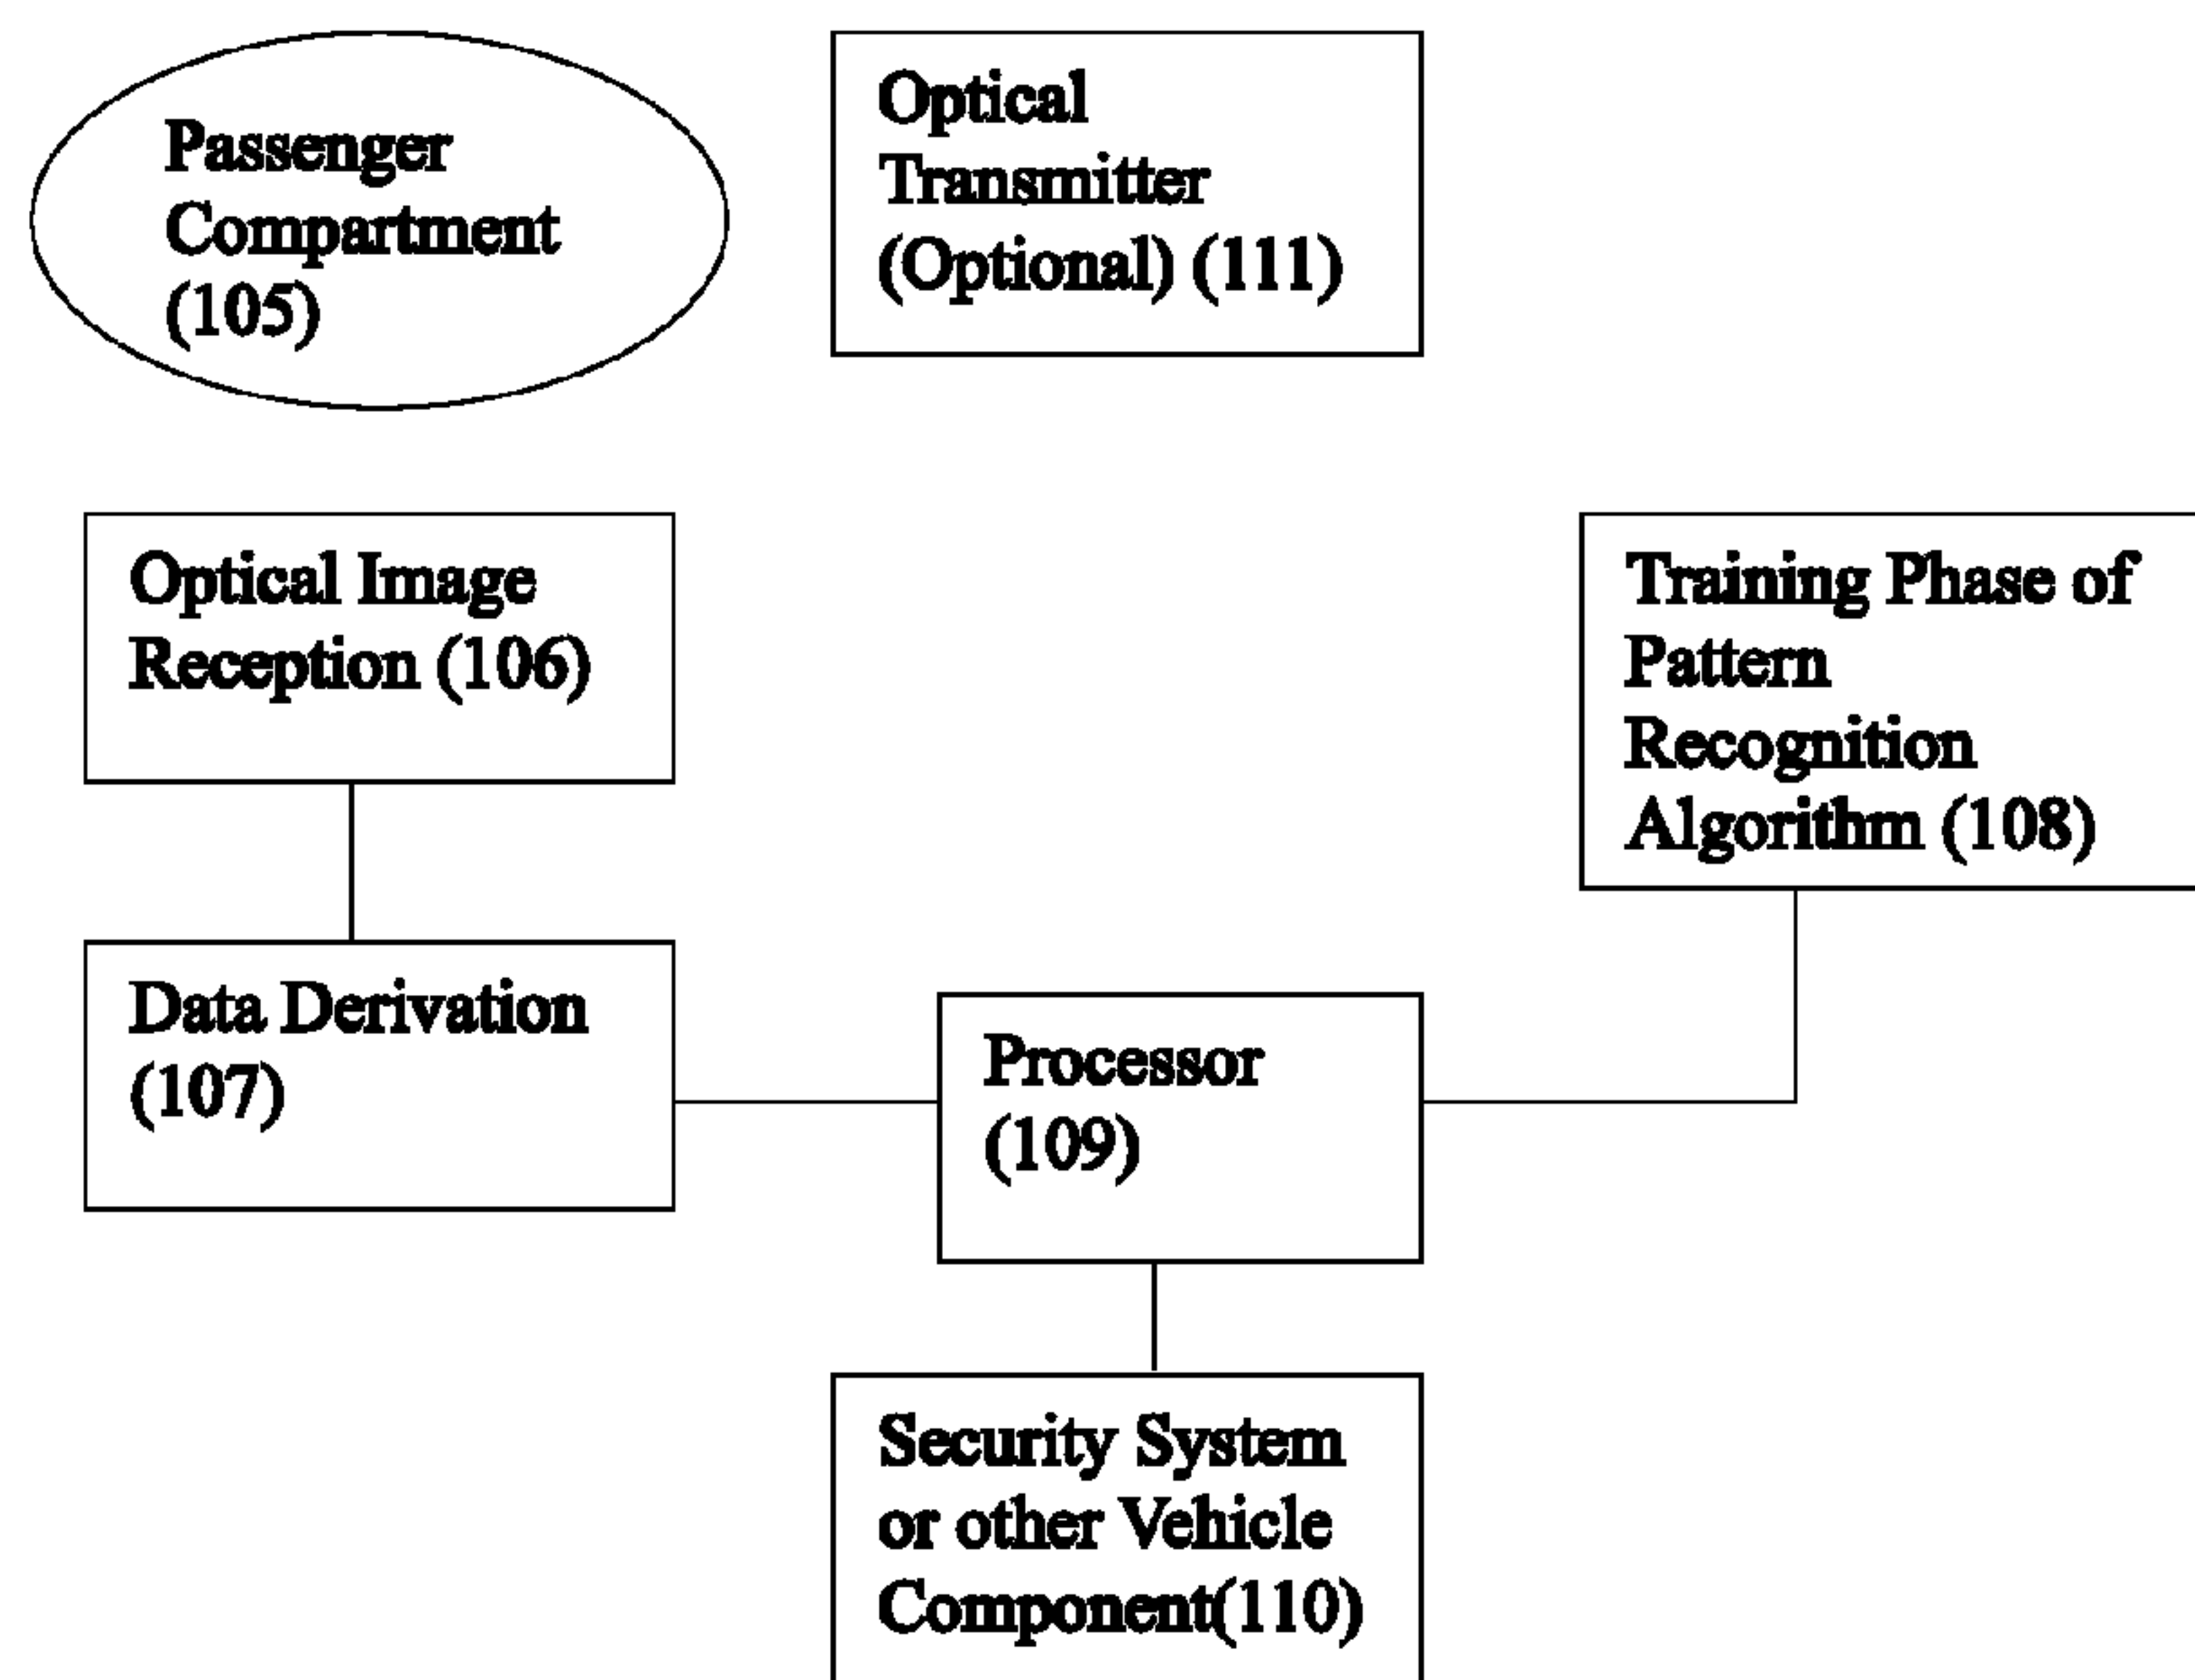 Passenger
Compartment
(105)
Optical
Transmitter
(Optional) (111)
Optical Image
Reception (106)
Training Phase of
Pattern
Recognition
Algorithm (108)
Data Derivation
(107)
Processor
(109)
Security System
or other Vehicle
Component(110)